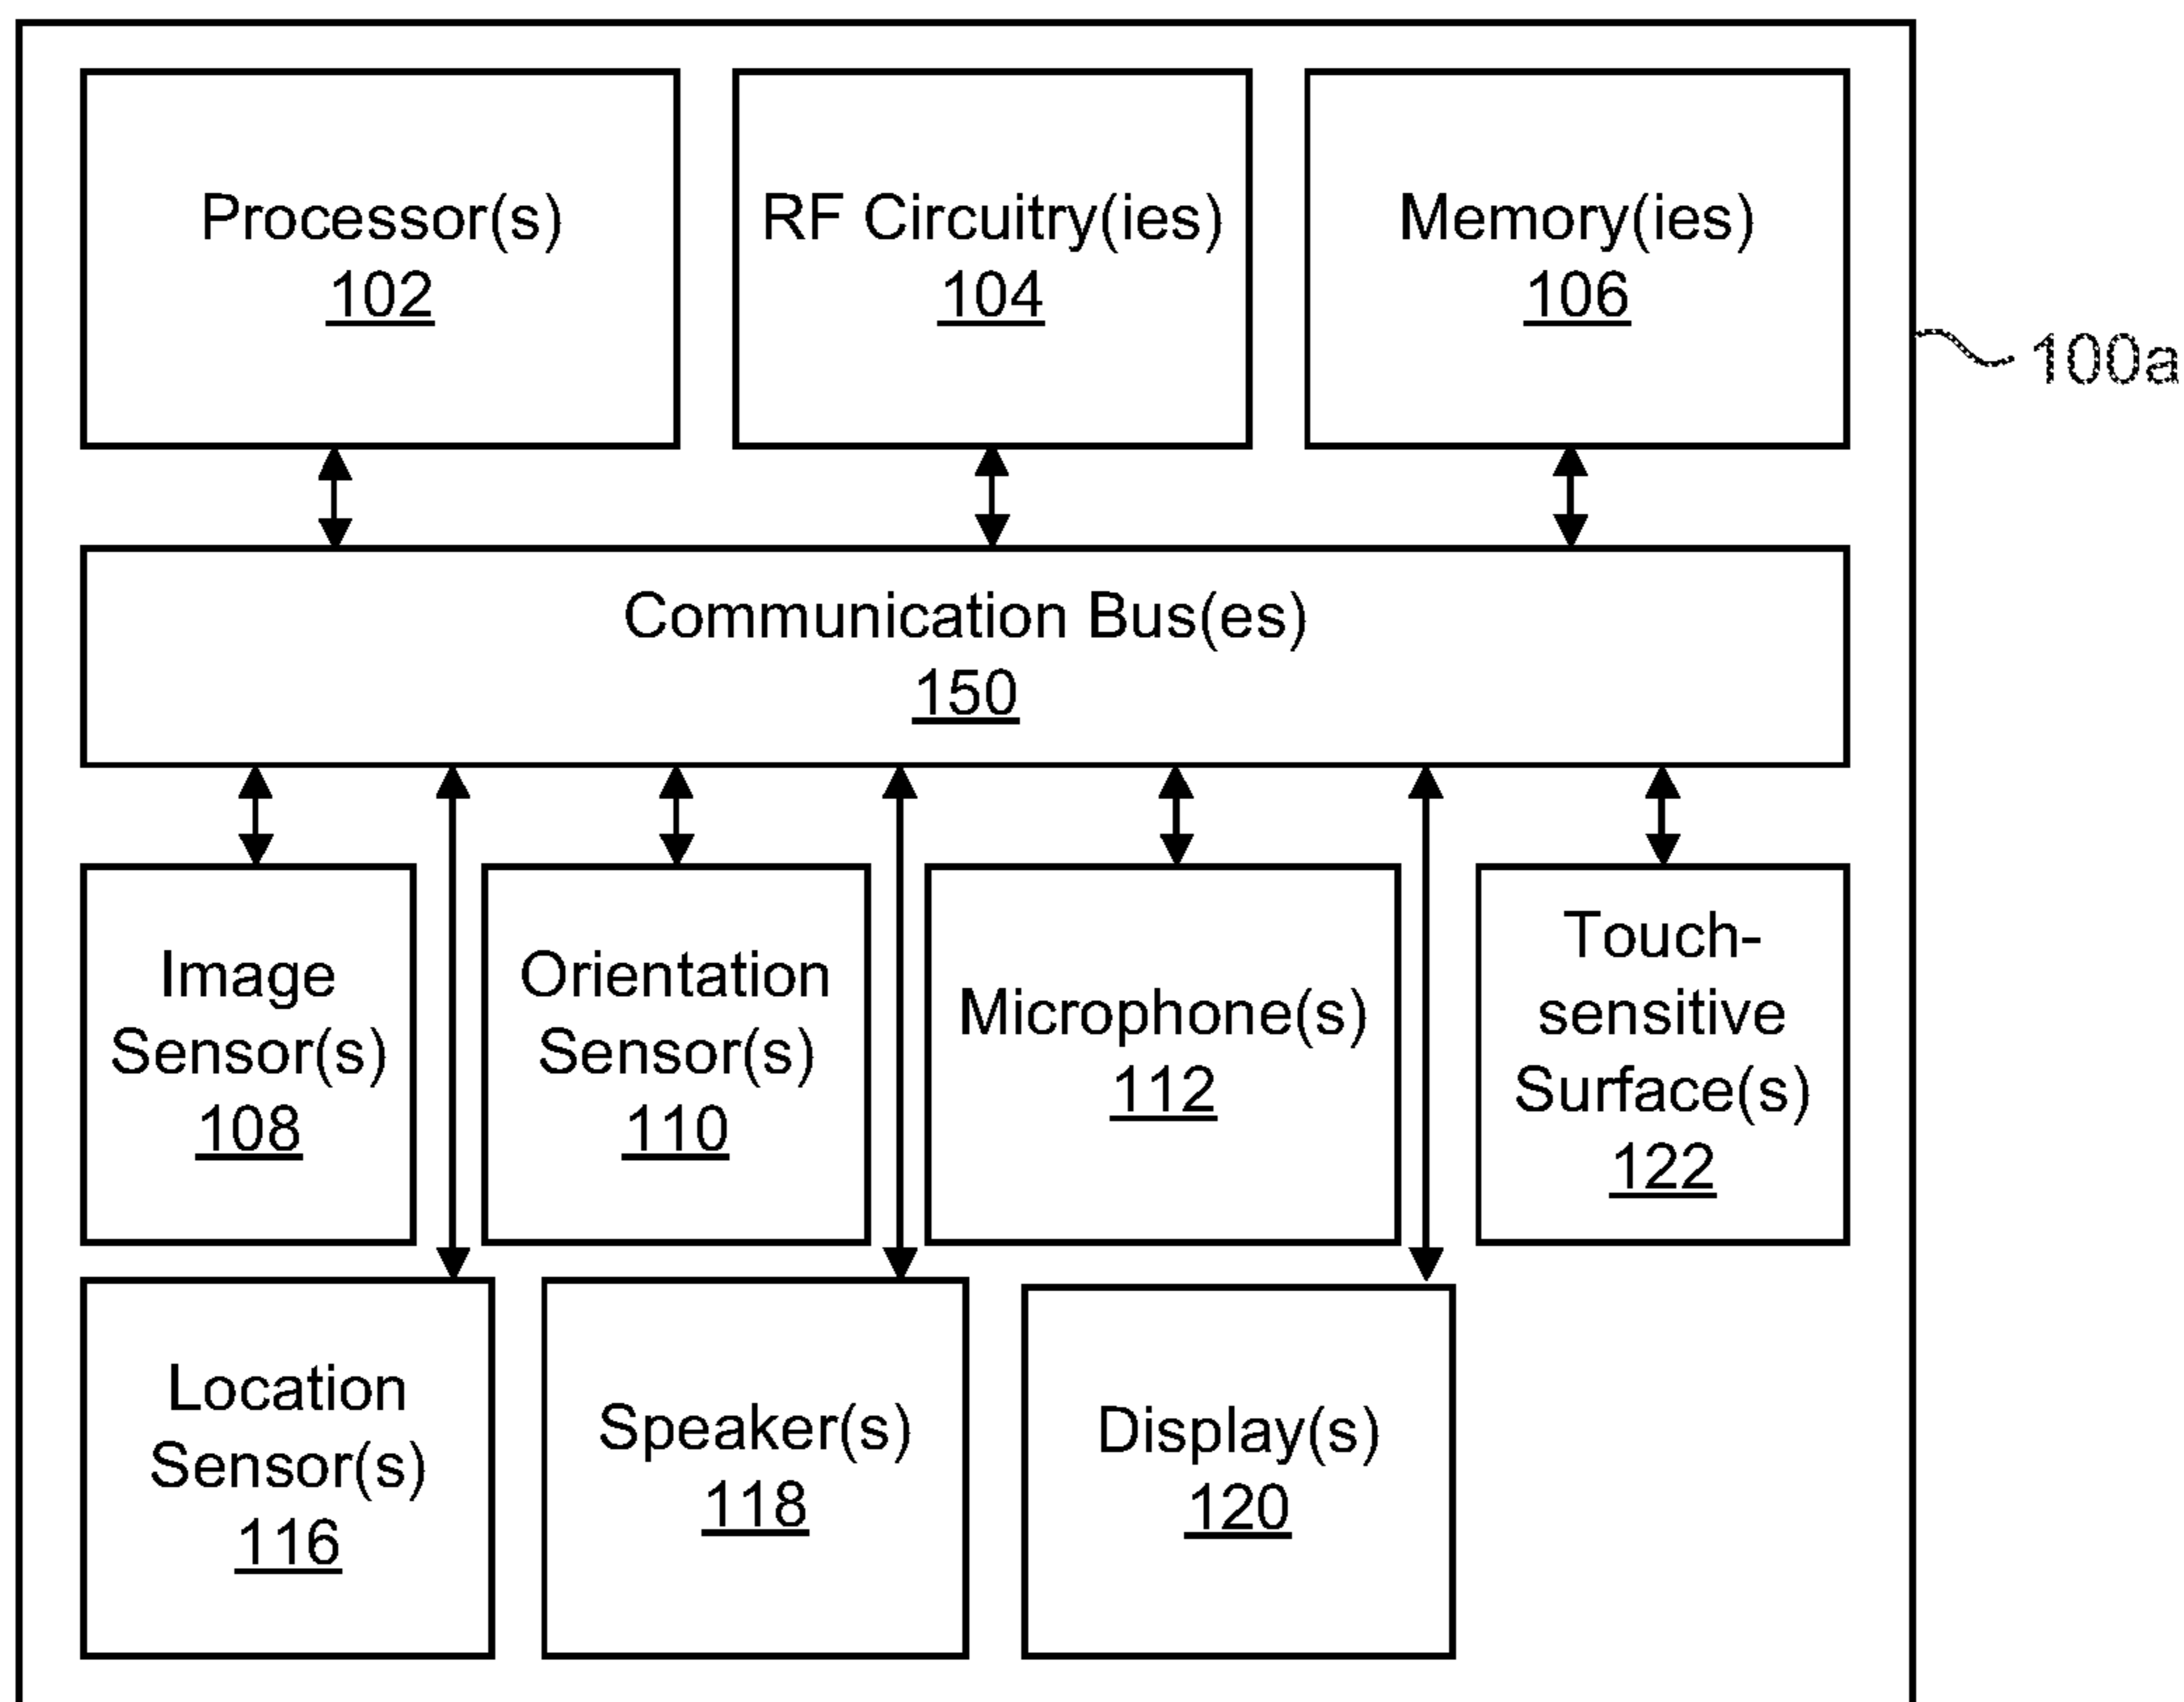 Processor(s)
102
RF Circuitry(ies)
104
Memory(ies)
106
100a
Communication Bus(es)
150
Image
Sensor(s)
108
Orientation
Sensor(s)
110
Microphone(s)
112
Touch-
sensitive
Surface(s)
122
Location
Sensor(s)
116
Speaker(s)
118
Display(s)
120